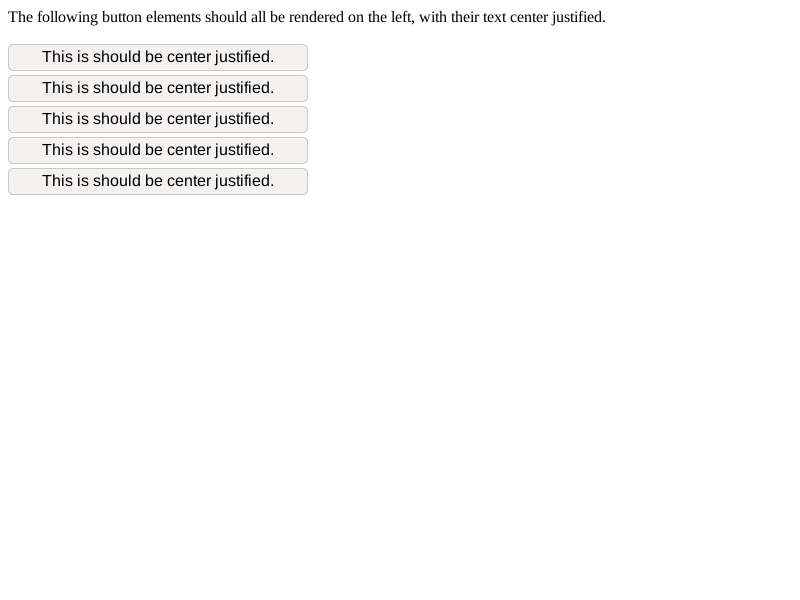 The following button elements should all be rendered on the left, with their text center justified.
This is should be center justified.
This is should be center justified.
This is should be center justified.
This is should be center justified.
This is should be center justified.